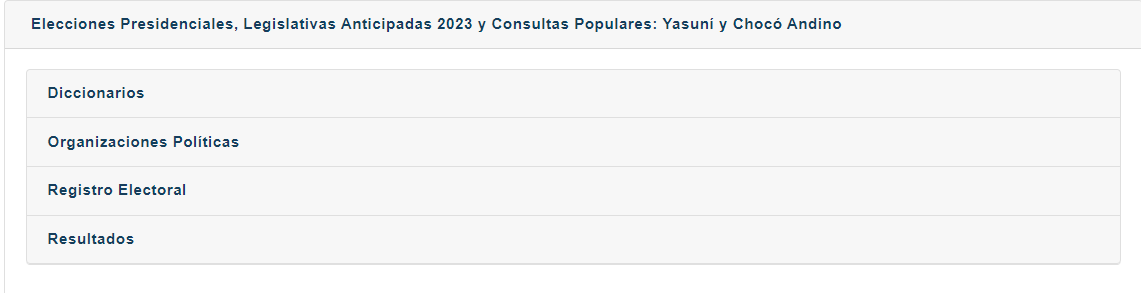 Elecciones Presidenciales, Legislativas Anticipadas 2023 y Consultas Populares: Yasuní y Chocó Andino
Diccionarios
Organizaciones Políticas
Registro Electoral
Resultados